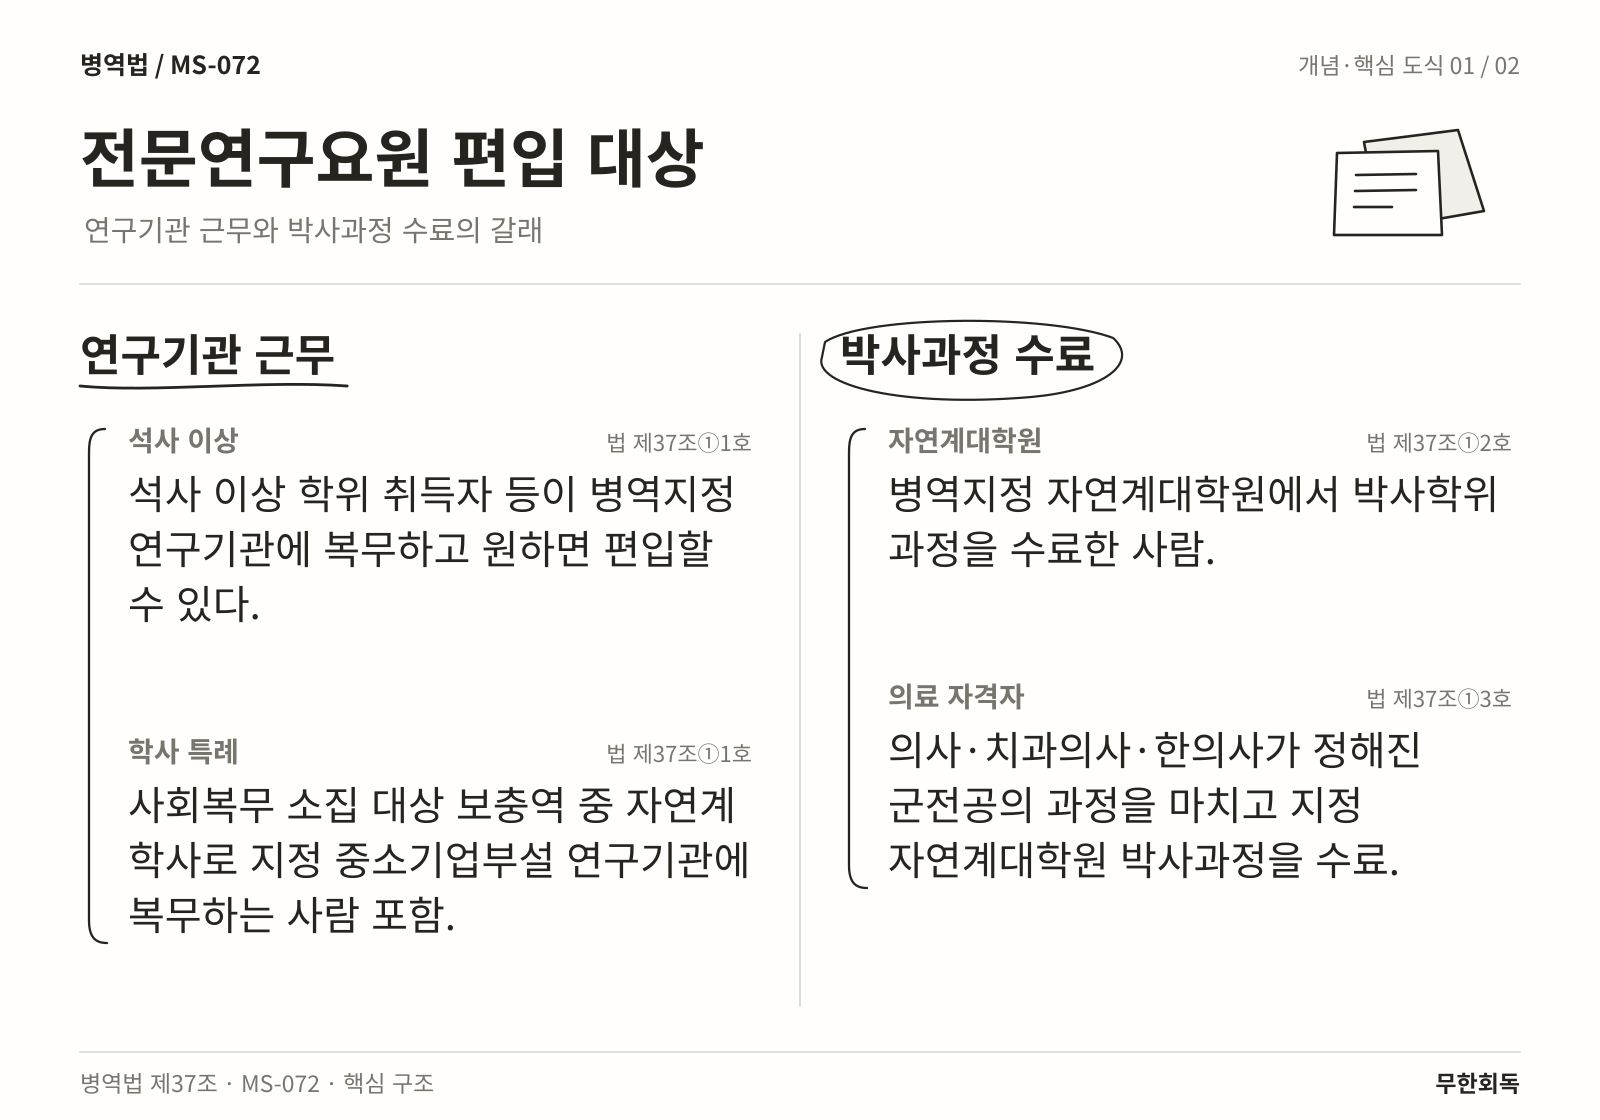 병역법 / MS-072
개념·핵심 도식 01 / 02
전문연구요원 편입 대상
연구기관 근무와 박사과정 수료의 갈래
연구기관 근무
석사 이상
법 제37조①1호
석사 이상 학위 취득자 등이 병역지정
연구기관에 복무하고 원하면 편입할
수 있다.
학사 특례
법 제37조①1호
사회복무 소집 대상 보충역 중 자연계
학사로 지정 중소기업부설 연구기관에
복무하는 사람 포함.
박사과정 수료
자연계대학원
법 제37조①2호
병역지정 자연계대학원에서 박사학위
과정을 수료한 사람.
의료 자격자
법 제37조①3호
의사·치과의사·한의사가 정해진
군전공의 과정을 마치고 지정
자연계대학원 박사과정을 수료.
병역법 제37조 · MS-072 · 핵심 구조
무한회독